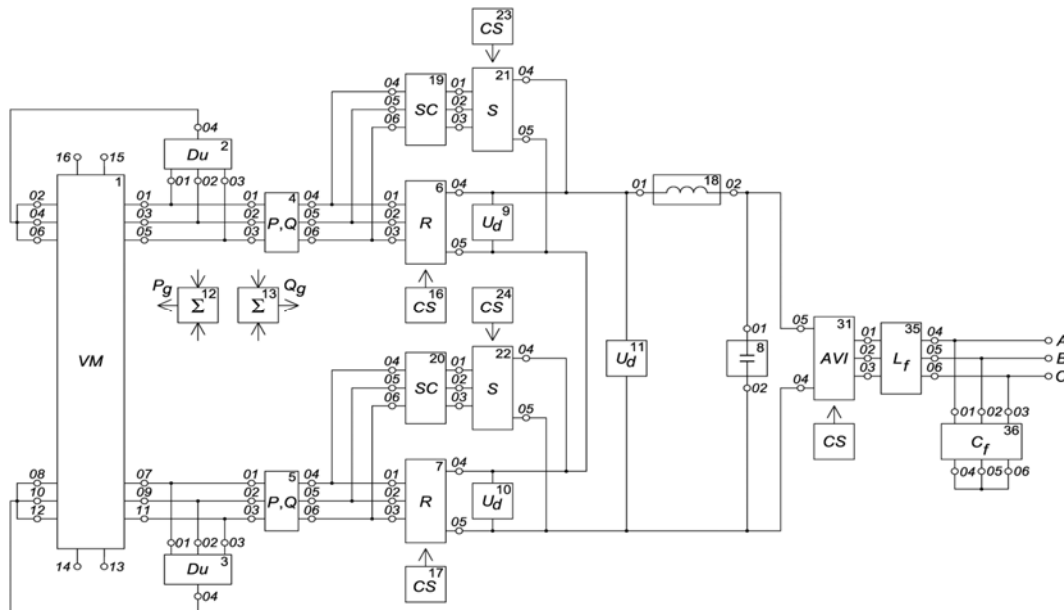 23
CS
04 19 01 21 04
05 SC 02 S
06 03 05
04
2
Du
16 15
01 02 03
1
02 01 01 4 04 01 6 04
04 03 02 P,Q 05 02 R 9 Ud
06 05 03 06 03 05
01 18 02
Pg 12 Σ
13 Σ Qg
16 CS
24 CS
VM
04 20 01 22 04
05 SC 02 S
06 03 05
11 Ud
01
8
02
05 31 01 35 04 A
AVI 02 Lf 05 B
04 03 06 C
CS
01 02 03
36
Cf
04 05 06
08 07 01 5 04 01 7 04
10 09 02 P,Q 05 02 R 10 Ud
12 11 03 06 03 05
01 02 03
14 13
3
Du
04
17
CS